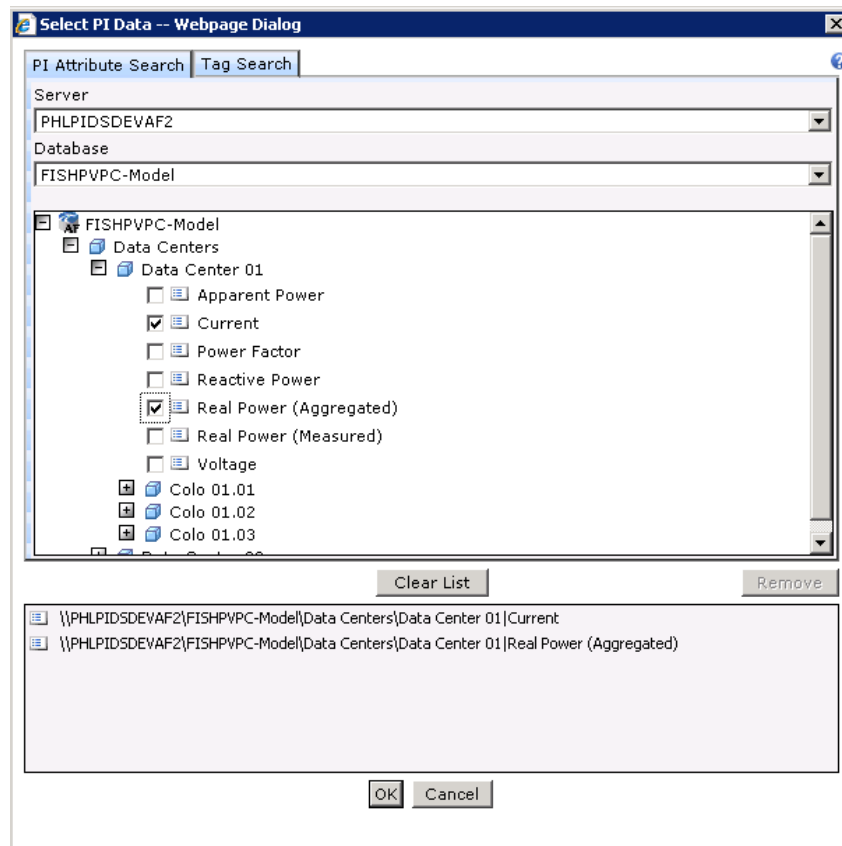 Select PI Data -- Webpage Dialog
PI Attribute Search Tag Search
Server
PHLPIDSDEVAF2
Database
FISHPVPC-Model
FISHPVPC-Model
Data Centers
Data Center 01
Apparent Power
Current
Power Factor
Reactive Power
Real Power (Aggregated)
Real Power (Measured)
Voltage
Colo 01.01
Colo 01.02
Colo 01.03
Clear List Remove
\\PHLPIDSDEVAF2\FISHPVPC-Model\Data Centers\Data Center 01|Current
\\PHLPIDSDEVAF2\FISHPVPC-Model\Data Centers\Data Center 01|Real Power (Aggregated)
OK Cancel